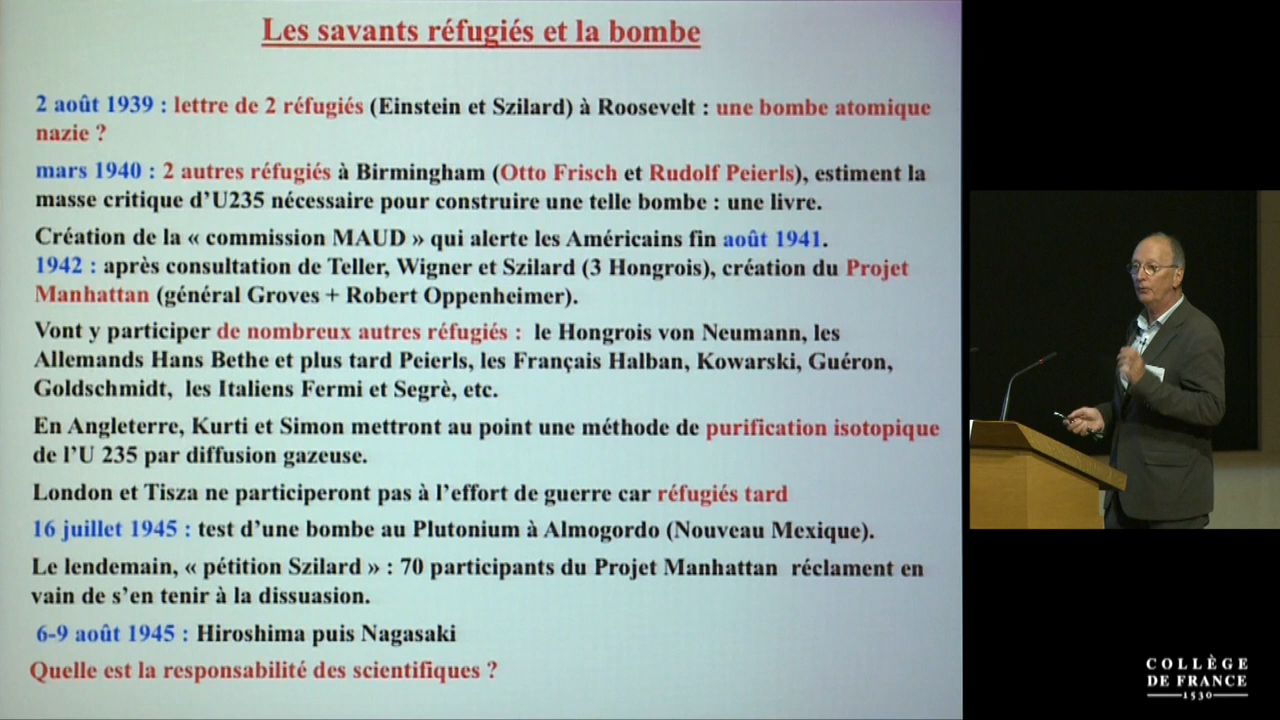 Les savants réfugiés et la bombe
2 août 1939 : lettre de 2 réfugiés (Einstein et Szilard) à Roosevelt : une bombe atomique
nazie ?
mars 1940 : 2 autres réfugiés à Birmingham (Otto Frisch et Rudolf Peierls), estiment la
masse critique d’U235 nécessaire pour construire une telle bombe : une livre.
Création de la « commission MAUD » qui alerte les Américains fin août 1941.
1942 : après consultation de Teller, Wigner et Szilard (3 Hongrois), création du Projet
Manhattan (général Groves + Robert Oppenheimer).
Vont y participer de nombreux autres réfugiés : le Hongrois von Neumann, les
Allemands Hans Bethe et plus tard Peierls, les Français Halban, Kowarski, Guéron,
Goldschmidt, les Italiens Fermi et Segrè, etc.
En Angleterre, Kurti et Simon mettront au point une méthode de purification isotopique
de l’U 235 par diffusion gazeuse.
London et Tisza ne participeront pas à l’effort de guerre car réfugiés tard
16 juillet 1945 : test d’une bombe au Plutonium à Almogordo (Nouveau Mexique).
Le lendemain, « pétition Szilard » : 70 participants du Projet Manhattan réclament en
vain de s’en tenir à la dissuasion.
6-9 août 1945 : Hiroshima puis Nagasaki
Quelle est la responsabilité des scientifiques ?
COLLÈGE
DE FRANCE
1530